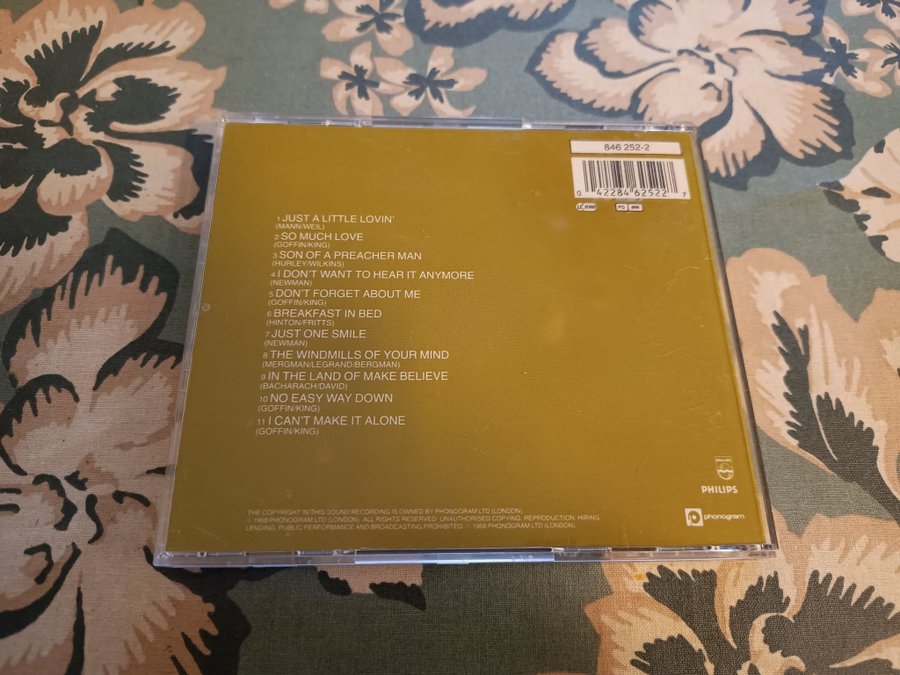 846 252-2
0 42284 62522 7
1 JUST A LITTLE LOVIN'
(MANN/WEIL)
2 SO MUCH LOVE
(GOFFIN/KING)
3 SON OF A PREACHER MAN
(HURLEY/WILKINS)
4 I DON'T WANT TO HEAR IT ANYMORE
(NEWMAN)
5 DON'T FORGET ABOUT ME
(GOFFIN/KING)
6 BREAKFAST IN BED
(HINTON/FRITTS)
7 JUST ONE SMILE
(NEWMAN)
8 THE WINDMILLS OF YOUR MIND
(MERGMAN/LEGRAND/BERGMAN)
9 IN THE LAND OF MAKE BELIEVE
(BACHARACH/DAVID)
10 NO EASY WAY DOWN
(GOFFIN/KING)
11 I CAN'T MAKE IT ALONE
(GOFFIN/KING)
PHILIPS
PHILIPS
phonogram
THE COPYRIGHT IN THIS SOUND RECORDING IS OWNED BY PHONOGRAM LTD (LONDON).
1968 PHONOGRAM LTD (LONDON). ALL RIGHTS RESERVED. UNAUTHORISED COPYING, REPRODUCTION, HIRING,
LENDING, PUBLIC PERFORMANCE AND BROADCASTING PROHIBITED. 1968 PHONOGRAM LTD (LONDON).